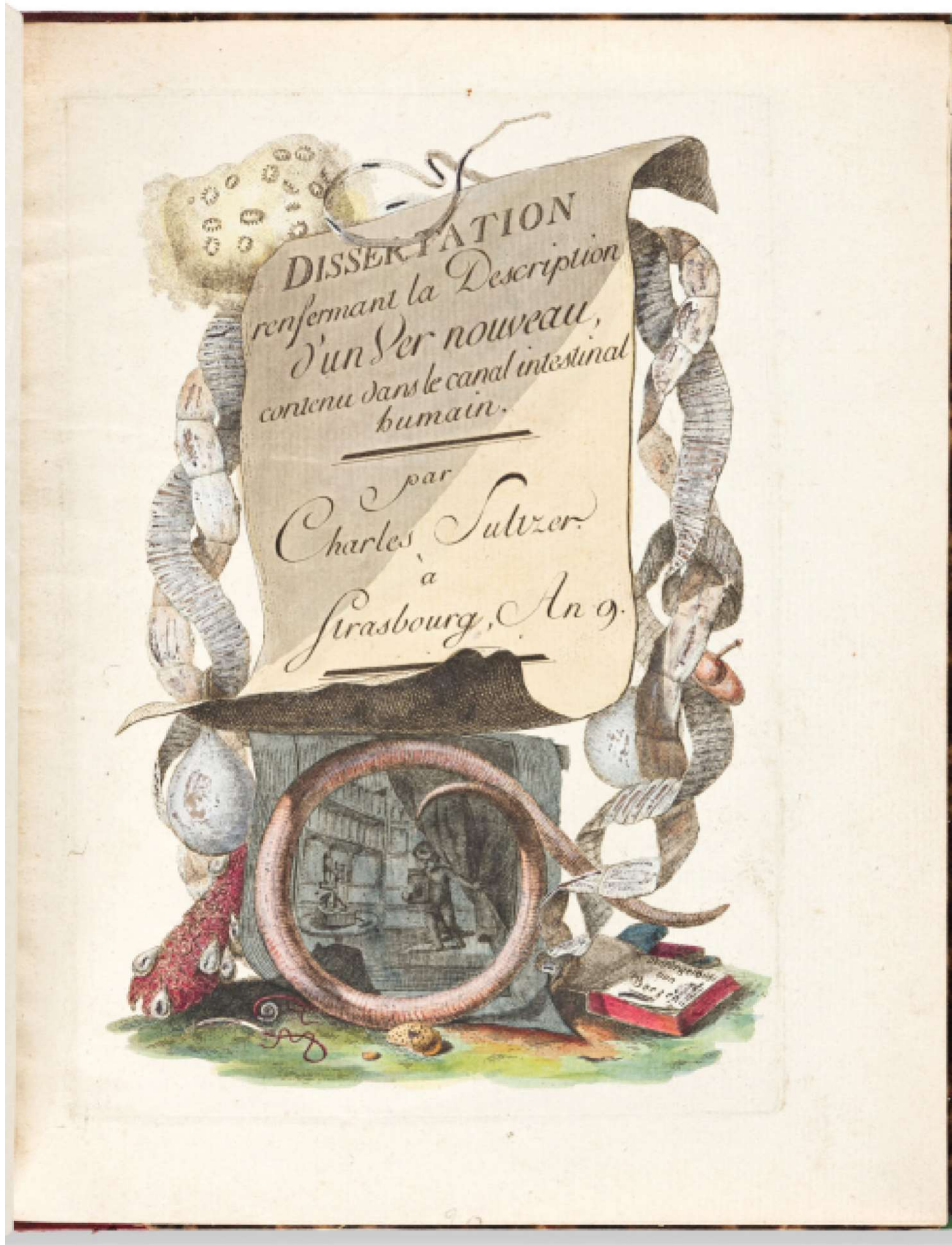 DISSERTATION
renfermant la Description
d'un Ver nouveau,
contenu dans le canal intestinal
humain.
par
Charles Sultzer.
à
Strasbourg, An 9.